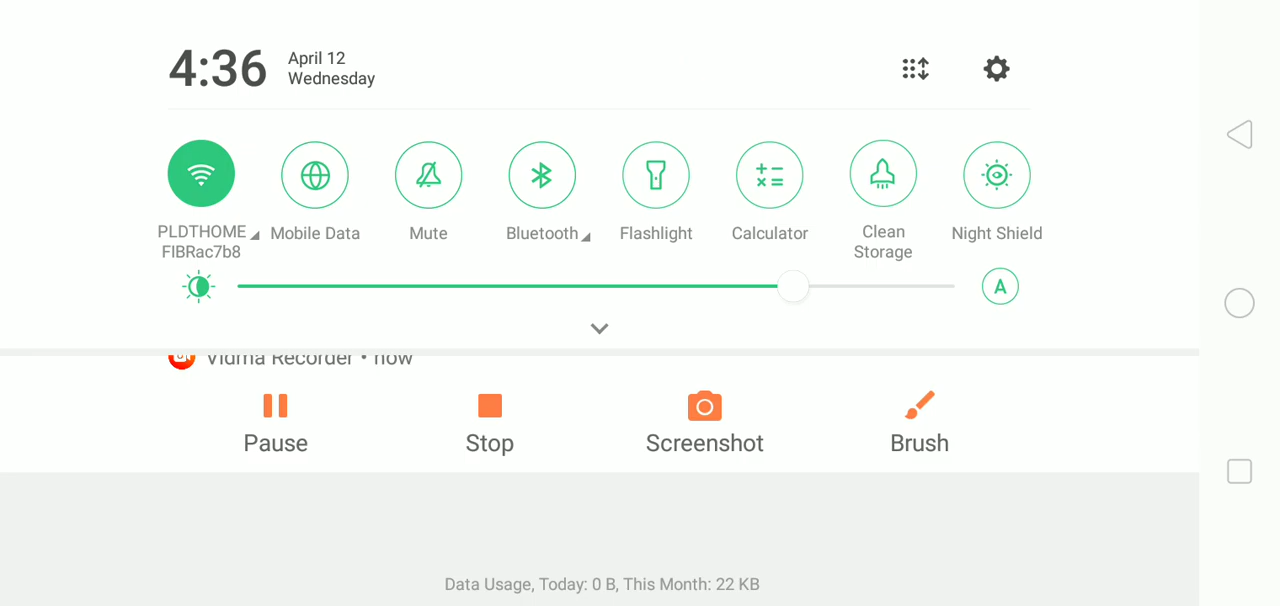 4:36
April 12
Wednesday
PLDTHOME
FIBRac7b8
Mobile Data
Mute
Bluetooth
Flashlight
Calculator
Clean
Storage
Night Shield
A
Vidma Recorder • now
Pause
Stop
Screenshot
Brush
Data Usage, Today: 0 B, This Month: 22 KB